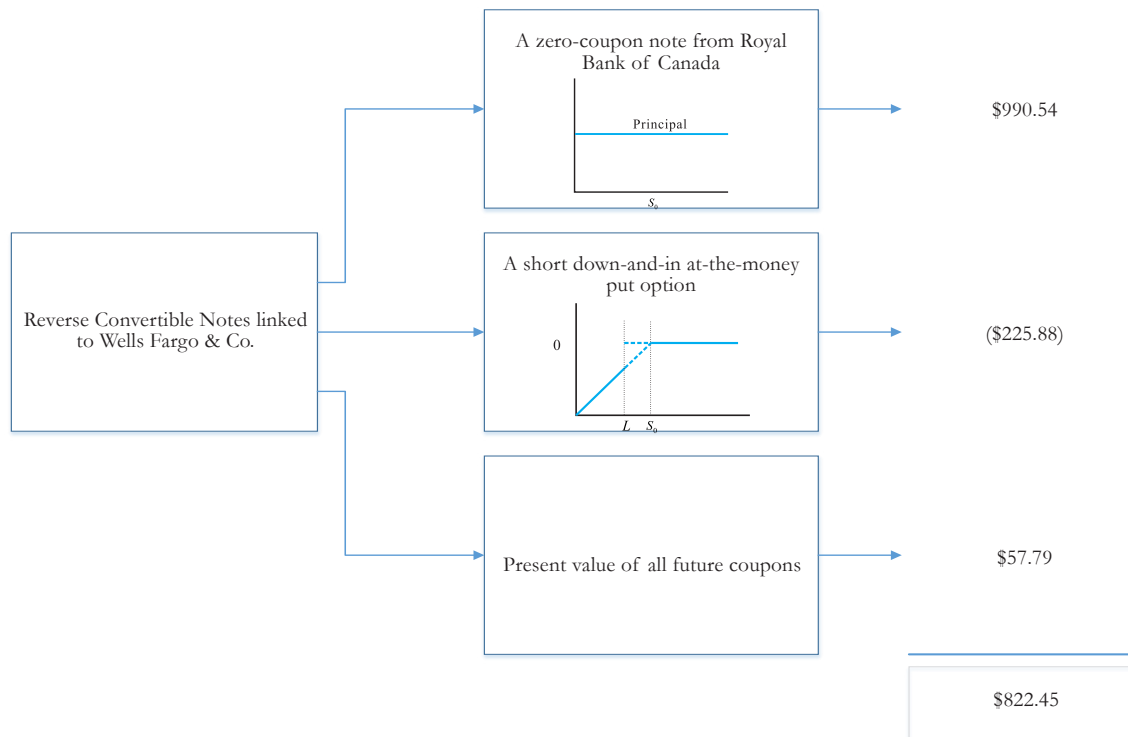 A zero-coupon note from Royal
Bank of Canada
Principal
S₀
$990.54
Reverse Convertible Notes linked
to Wells Fargo & Co.
A short down-and-in at-the-money
put option
0
L
S₀
($225.88)
Present value of all future coupons
$57.79
$822.45